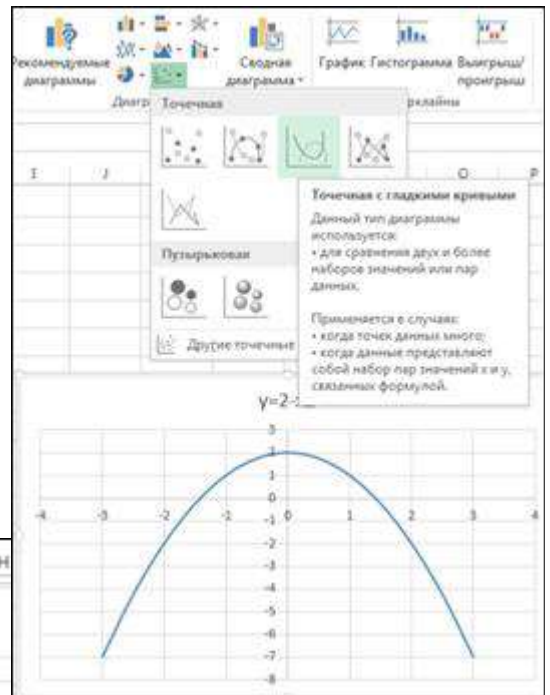 Рекомендуемые
диаграммы
Сводная
диаграмма
График Гистограмма Выигрыш/
проигрыш
Диагр
рклайны
Точечная
I J O P
Точечная с гладкими кривыми
Данный тип диаграммы
используется:
• для сравнения двух и более
наборов значений или пар
данных.
Применяется в случаях:
• когда точек данных много;
• когда данные представляют
собой набор пар значений x и y,
связанных формулой.
Пузырьковая
Другие точечные
y=2-x
3
2
1
0
-4 -3 -2 -1 0 1 2 3 4
-1
-2
-3
-4
-5
-6
-7
-8
Н